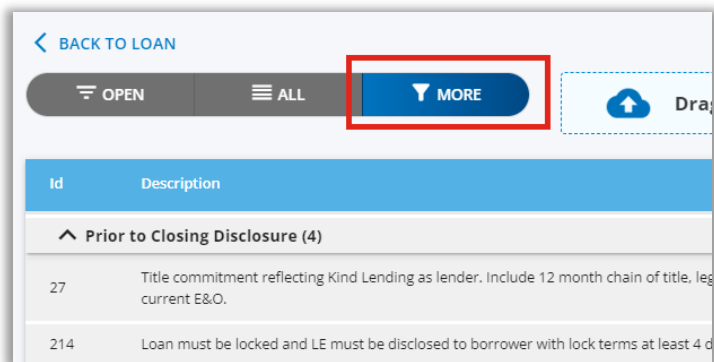 BACK TO LOAN
OPEN ALL MORE
Id Description
Prior to Closing Disclosure (4)
27 Title commitment reflecting Kind Lending as lender. Include 12 month chain of title,
current E&O.
214 Loan must be locked and LE must be disclosed to borrower with lock terms at least 4